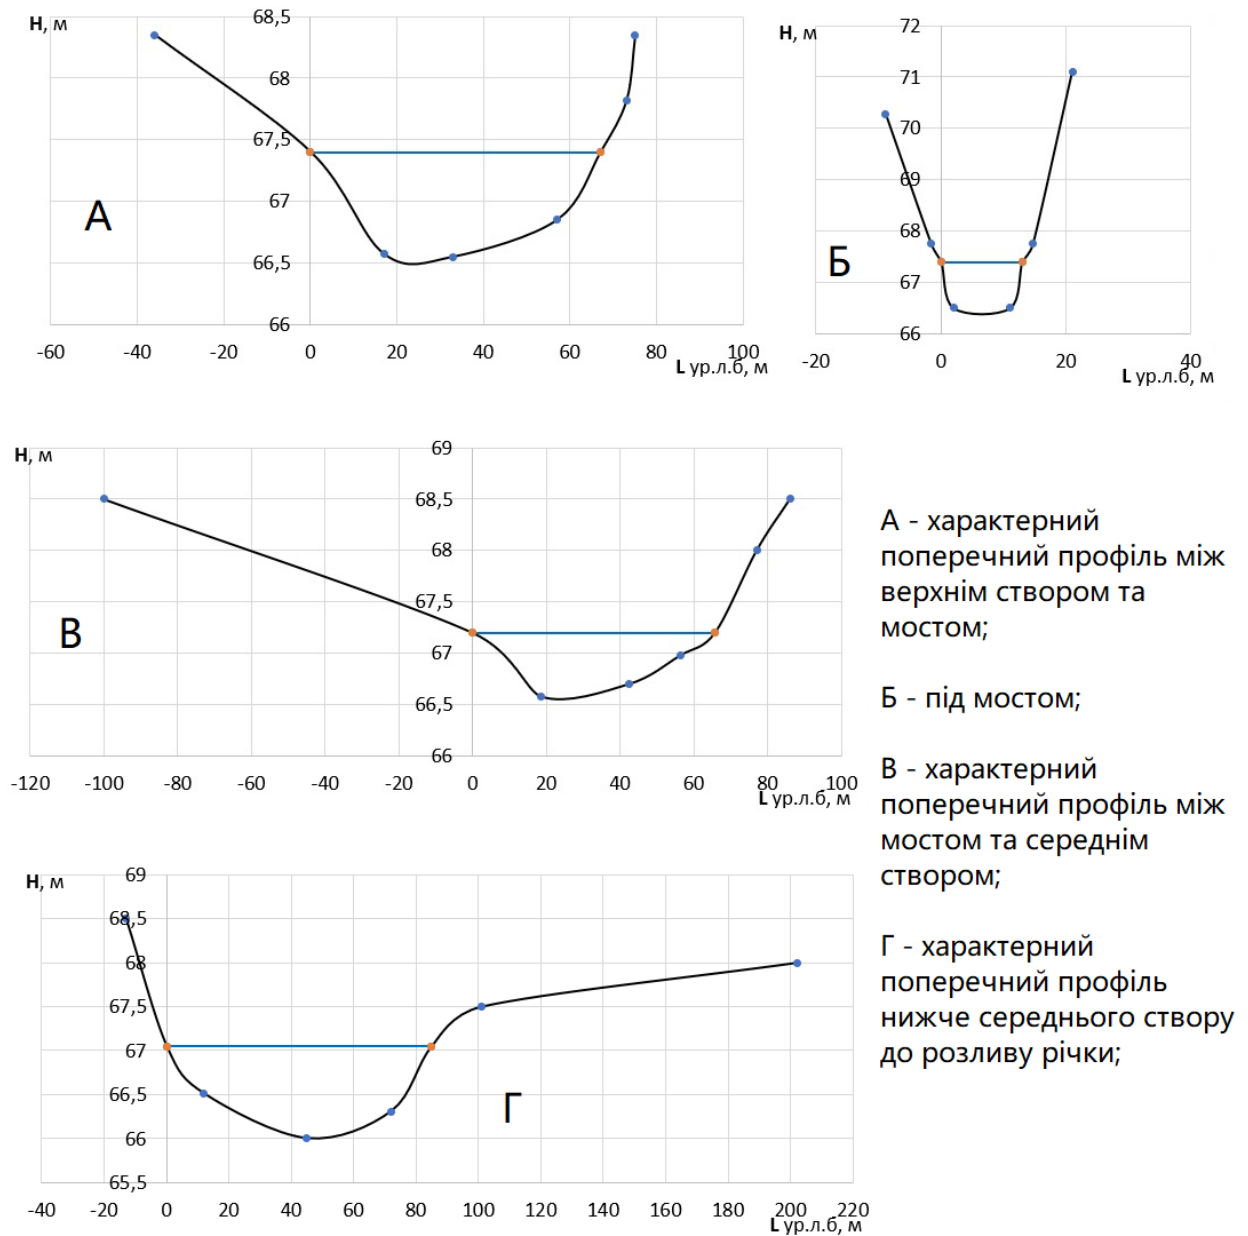 H, м
68,5
68
67,5
67
66,5
66
-60 -40 -20 0 20 40 60 80 100
L ур.л.б, м
А
H, м
72
71
70
69
68
67
66
-20 0 20 40
L ур.л.б, м
Б
H, м
69
68,5
68
67,5
67
66,5
66
-120 -100 -80 -60 -40 -20 0 20 40 60 80 100
L ур.л.б, м
В
А - характерний
поперечний профіль між
верхнім створом та
мостом;
Б - під мостом;
В - характерний
поперечний профіль між
мостом та середнім
створом;
Г - характерний
поперечний профіль
нижче середнього створу
до розливу річки;
H, м
69
68,5
68
67,5
67
66,5
66
65,5
-40 -20 0 20 40 60 80 100 120 140 160 180 200 220
L ур.л.б, м
Г